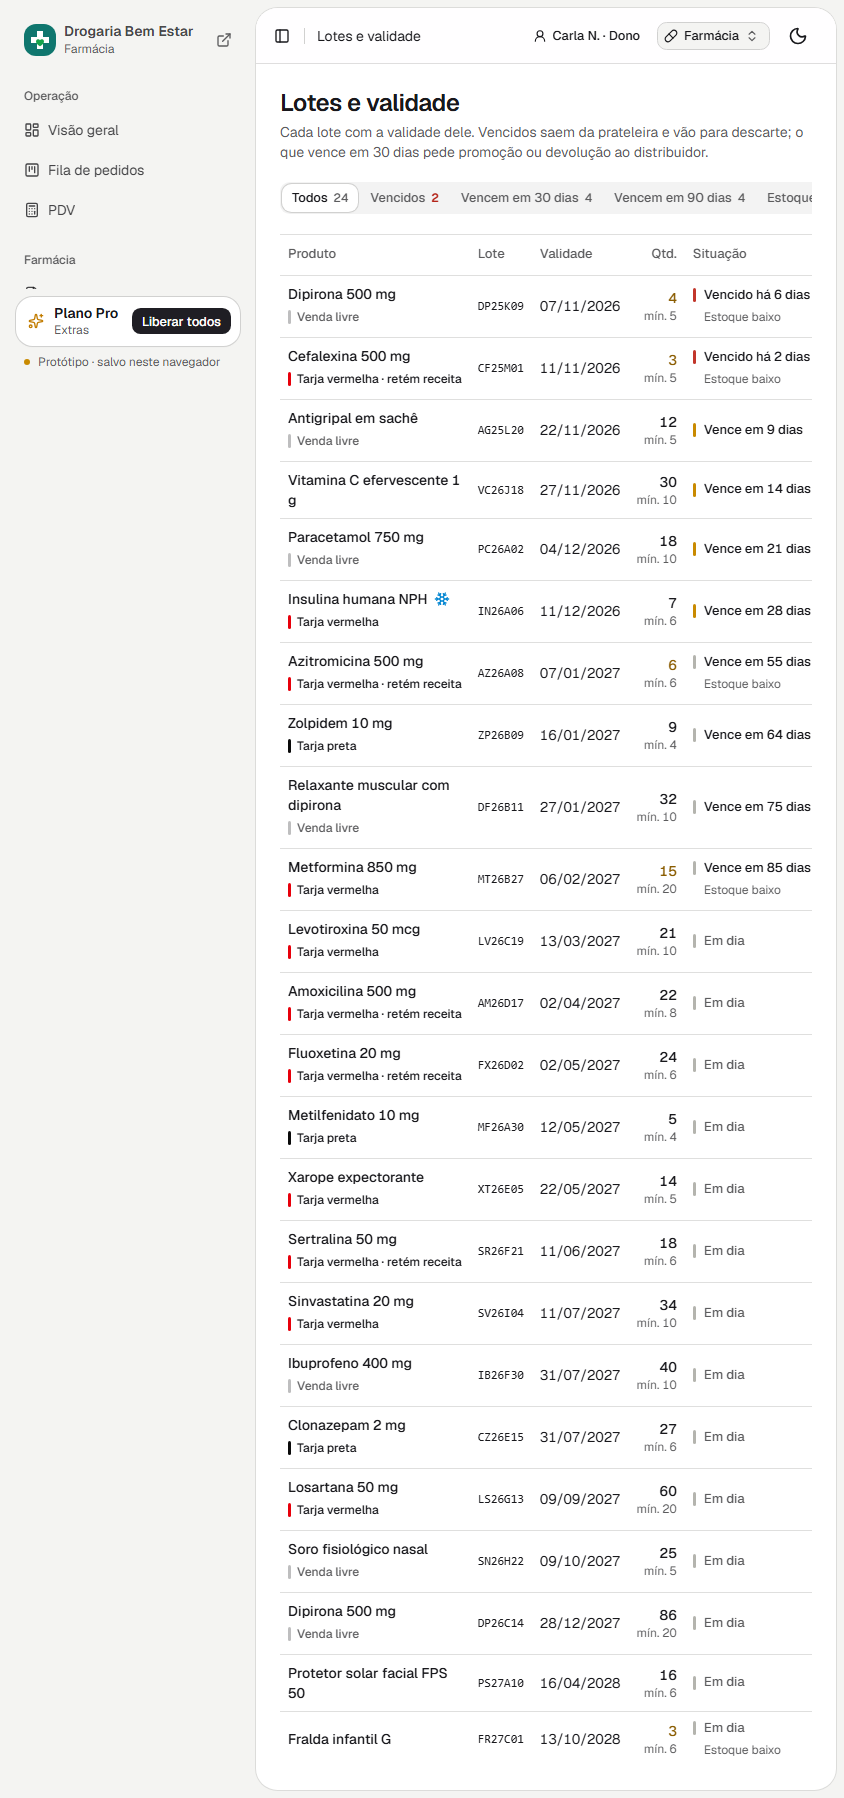 Drogaria Bem Estar
Farmácia
Operação
Visão geral
Fila de pedidos
PDV
Farmácia
Plano Pro
Extras
Liberar todos
Protótipo · salvo neste navegador
Lotes e validade
Carla N. · Dono
Farmácia
Lotes e validade
Cada lote com a validade dele. Vencidos saem da prateleira e vão para descarte; o
que vence em 30 dias pede promoção ou devolução ao distribuidor.
Todos 24 Vencidos 2 Vencem em 30 dias 4 Vencem em 90 dias 4 Estoque
Produto Lote Validade Qtd. Situação
Dipirona 500 mg DP25K09 07/11/2026 4 Vencido há 6 dias
Venda livre mín. 5 Estoque baixo
Cefalexina 500 mg CF25M01 11/11/2026 3 Vencido há 2 dias
Tarja vermelha · retém receita mín. 5 Estoque baixo
Antigripal em sachê AG25L20 22/11/2026 12 Vence em 9 dias
Venda livre mín. 5
Vitamina C efervescente 1 VC26J18 27/11/2026 30 Vence em 14 dias
g mín. 10
Paracetamol 750 mg PC26A02 04/12/2026 18 Vence em 21 dias
Venda livre mín. 10
Insulina humana NPH IN26A06 11/12/2026 7 Vence em 28 dias
Tarja vermelha mín. 6
Azitromicina 500 mg AZ26A08 07/01/2027 6 Vence em 55 dias
Tarja vermelha · retém receita mín. 6 Estoque baixo
Zolpidem 10 mg ZP26B09 16/01/2027 9 Vence em 64 dias
Tarja preta mín. 4
Relaxante muscular com
dipirona DF26B11 27/01/2027 32 Vence em 75 dias
Venda livre mín. 10
Metformina 850 mg MT26B27 06/02/2027 15 Vence em 85 dias
Tarja vermelha mín. 20 Estoque baixo
Levotiroxina 50 mcg LV26C19 13/03/2027 21 Em dia
Tarja vermelha mín. 10
Amoxicilina 500 mg AM26D17 02/04/2027 22 Em dia
Tarja vermelha · retém receita mín. 8
Fluoxetina 20 mg FX26D02 02/05/2027 24 Em dia
Tarja vermelha · retém receita mín. 6
Metilfenidato 10 mg MF26A30 12/05/2027 5 Em dia
Tarja preta mín. 4
Xarope expectorante XT26E05 22/05/2027 14 Em dia
Tarja vermelha mín. 5
Sertralina 50 mg SR26F21 11/06/2027 18 Em dia
Tarja vermelha · retém receita mín. 6
Sinvastatina 20 mg SV26I04 11/07/2027 34 Em dia
Tarja vermelha mín. 10
Ibuprofeno 400 mg IB26F30 31/07/2027 40 Em dia
Venda livre mín. 10
Clonazepam 2 mg CZ26E15 31/07/2027 27 Em dia
Tarja preta mín. 6
Losartana 50 mg LS26G13 09/09/2027 60 Em dia
Tarja vermelha mín. 20
Soro fisiológico nasal SN26H22 09/10/2027 25 Em dia
Venda livre mín. 5
Dipirona 500 mg DP26C14 28/12/2027 86 Em dia
Venda livre mín. 20
Protetor solar facial FPS PS27A10 16/04/2028 16 Em dia
50 mín. 6
Fralda infantil G FR27C01 13/10/2028 3 Em dia
mín. 6 Estoque baixo